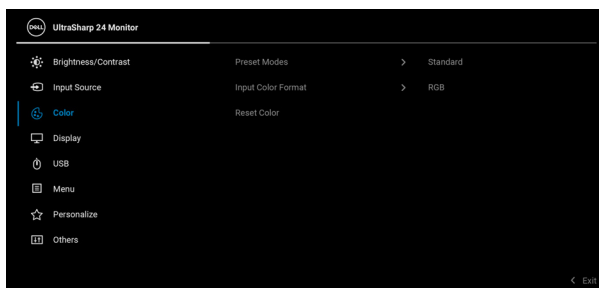 DELL UltraSharp 24 Monitor
Brightness/Contrast Preset Modes > Standard
Input Source Input Color Format > RGB
Color Reset Color
Display
USB
Menu
Personalize
Others
< Exit